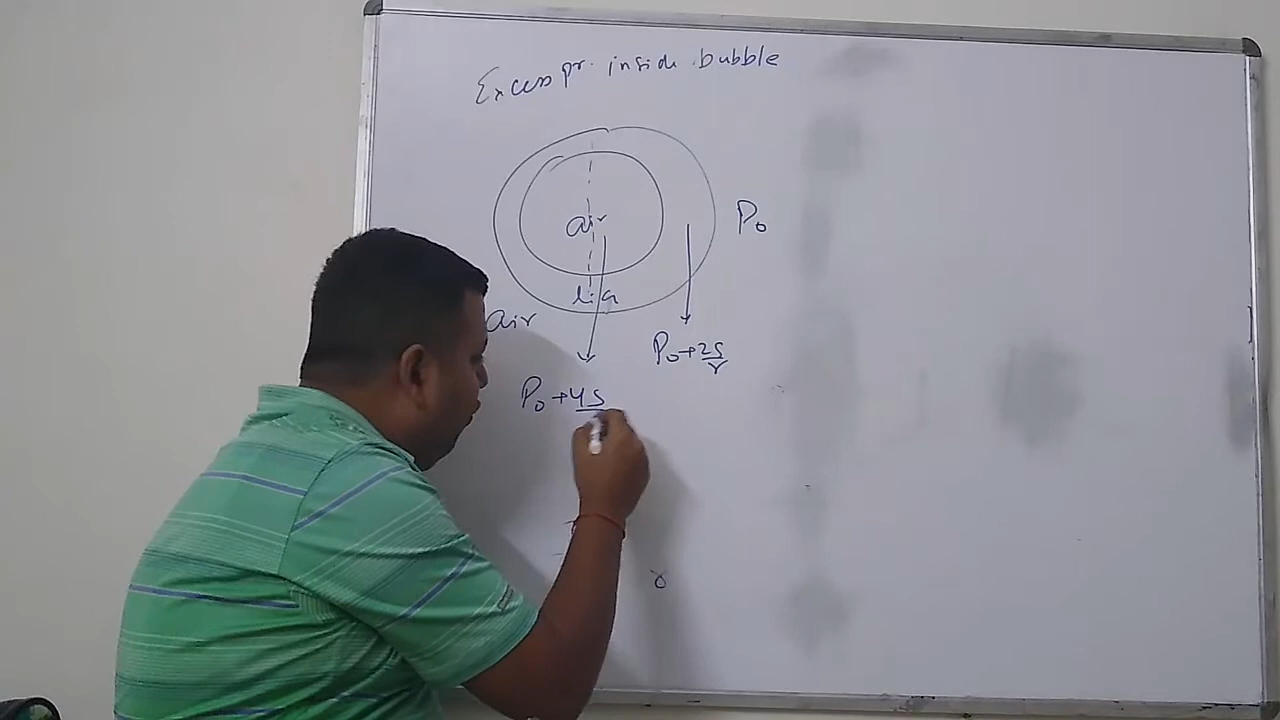 Excess pr. inside bubble
air
P₀
liq
air
P₀+2S
r
P₀+4S
r